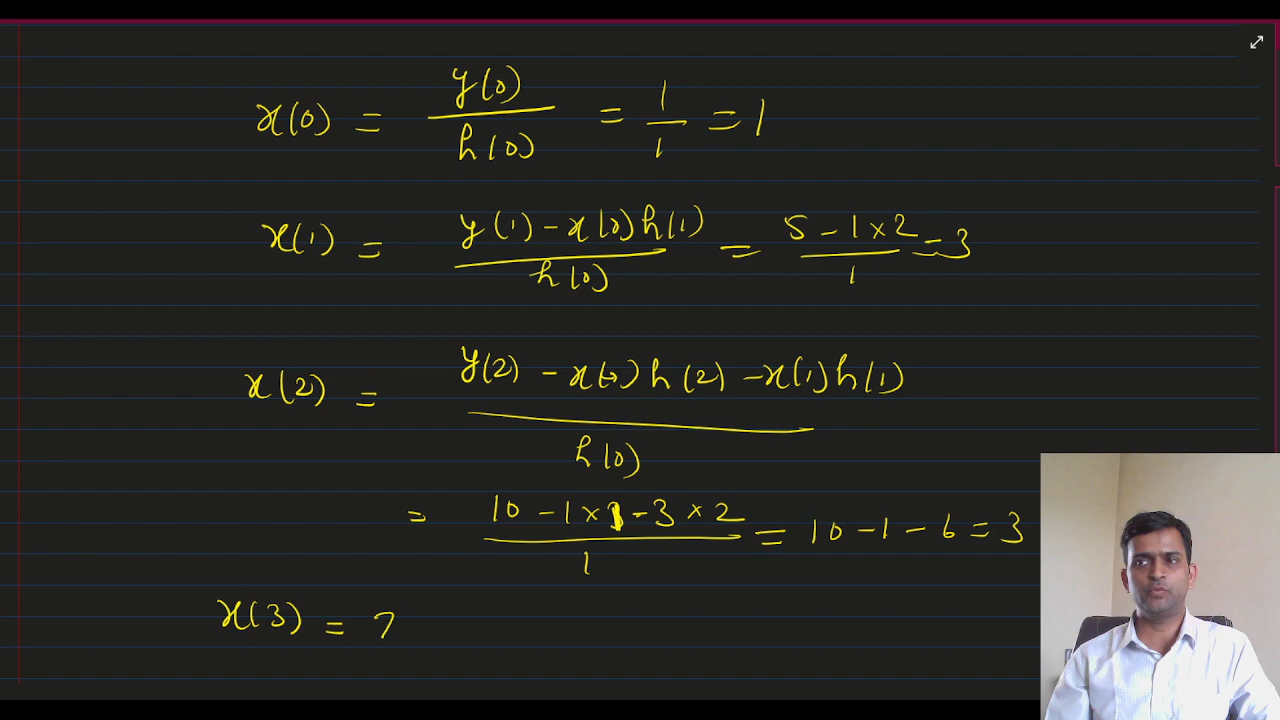 x(0) = y(0) / h(0) = 1 / 1 = 1
x(1) = y(1) - x(0)h(1) / h(0) = 5 - 1 × 2 / 1 = 3
x(2) = y(2) - x(0)h(2) - x(1)h(1) / h(0)
= 10 - 1 × 1 - 3 × 2 / 1 = 10 - 1 - 6 = 3
x(3) = ?